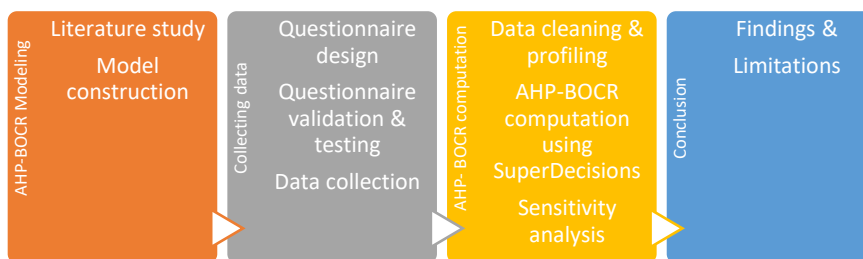 AHP-BOCR Modeling
Literature study
Model
construction
Collecting data
Questionnaire
design
Questionnaire
validation &
testing
Data collection
AHP- BOCR computation
Data cleaning &
profiling
AHP-BOCR
computation
using
SuperDecisions
Sensitivity
analysis
Conclusion
Findings &
Limitations